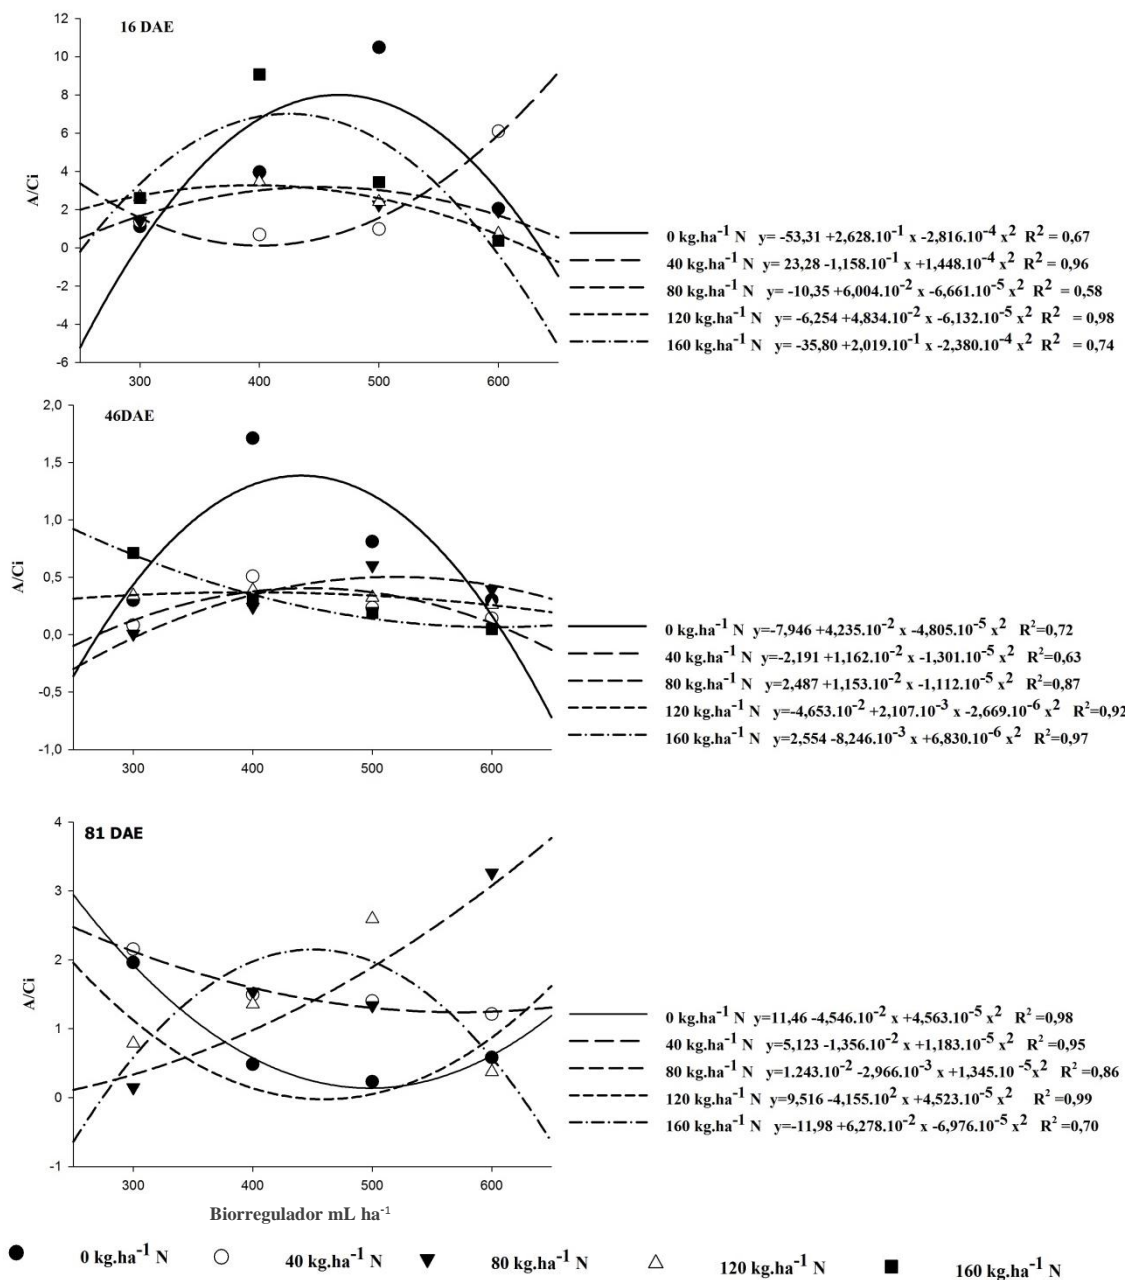 12
16 DAE
10
8
6
A/Ci
4
2
0
-2
-4
-6
300 400 500 600
0 kg.ha-1 N y= -53,31 +2,628.10-1 x -2,816.10-4 x2 R2 = 0,67
40 kg.ha-1 N y= 23,28 -1,158.10-1 x +1,448.10-4 x2 R2 = 0,96
80 kg.ha-1 N y= -10,35 +6,004.10-2 x -6,661.10-5 x2 R2 = 0,58
120 kg.ha-1 N y= -6,254 +4,834.10-2 x -6,132.10-5 x2 R2 = 0,98
160 kg.ha-1 N y= -35,80 +2,019.10-1 x -2,380.10-4 x2 R2 = 0,74
2,0
46DAE
1,5
1,0
A/Ci
0,5
0,0
-0,5
-1,0
300 400 500 600
0 kg.ha-1 N y=-7,946 +4,235.10-2 x -4,805.10-5 x2 R2=0,72
40 kg.ha-1 N y=-2,191 +1,162.10-2 x -1,301.10-5 x2 R2=0,63
80 kg.ha-1 N y=2,487 +1,153.10-2 x -1,112.10-5 x2 R2=0,87
120 kg.ha-1 N y=-4,653.10-2 +2,107.10-3 x -2,669.10-6 x2 R2=0,92
160 kg.ha-1 N y=2,554 -8,246.10-3 x +6,830.10-6 x2 R2=0,97
4
81 DAE
3
2
A/Ci
1
0
-1
300 400 500 600
0 kg.ha-1 N y=11,46 -4,546.10-2 x +4,563.10-5 x2 R2 =0,98
40 kg.ha-1 N y=5,123 -1,356.10-2 x +1,183.10-5 x2 R2 =0,95
80 kg.ha-1 N y=1.243.10-2 -2,966.10-3 x +1,345.10 -5x2 R2 =0,86
120 kg.ha-1 N y=9,516 -4,155.102 x +4,523.10-5 x2 R2 =0,99
160 kg.ha-1 N y=-11,98 +6,278.10-2 x -6,976.10-5 x2 R2 =0,70
Biorregulador mL ha-1
0 kg.ha-1 N 40 kg.ha-1 N 80 kg.ha-1 N 120 kg.ha-1 N 160 kg.ha-1 N